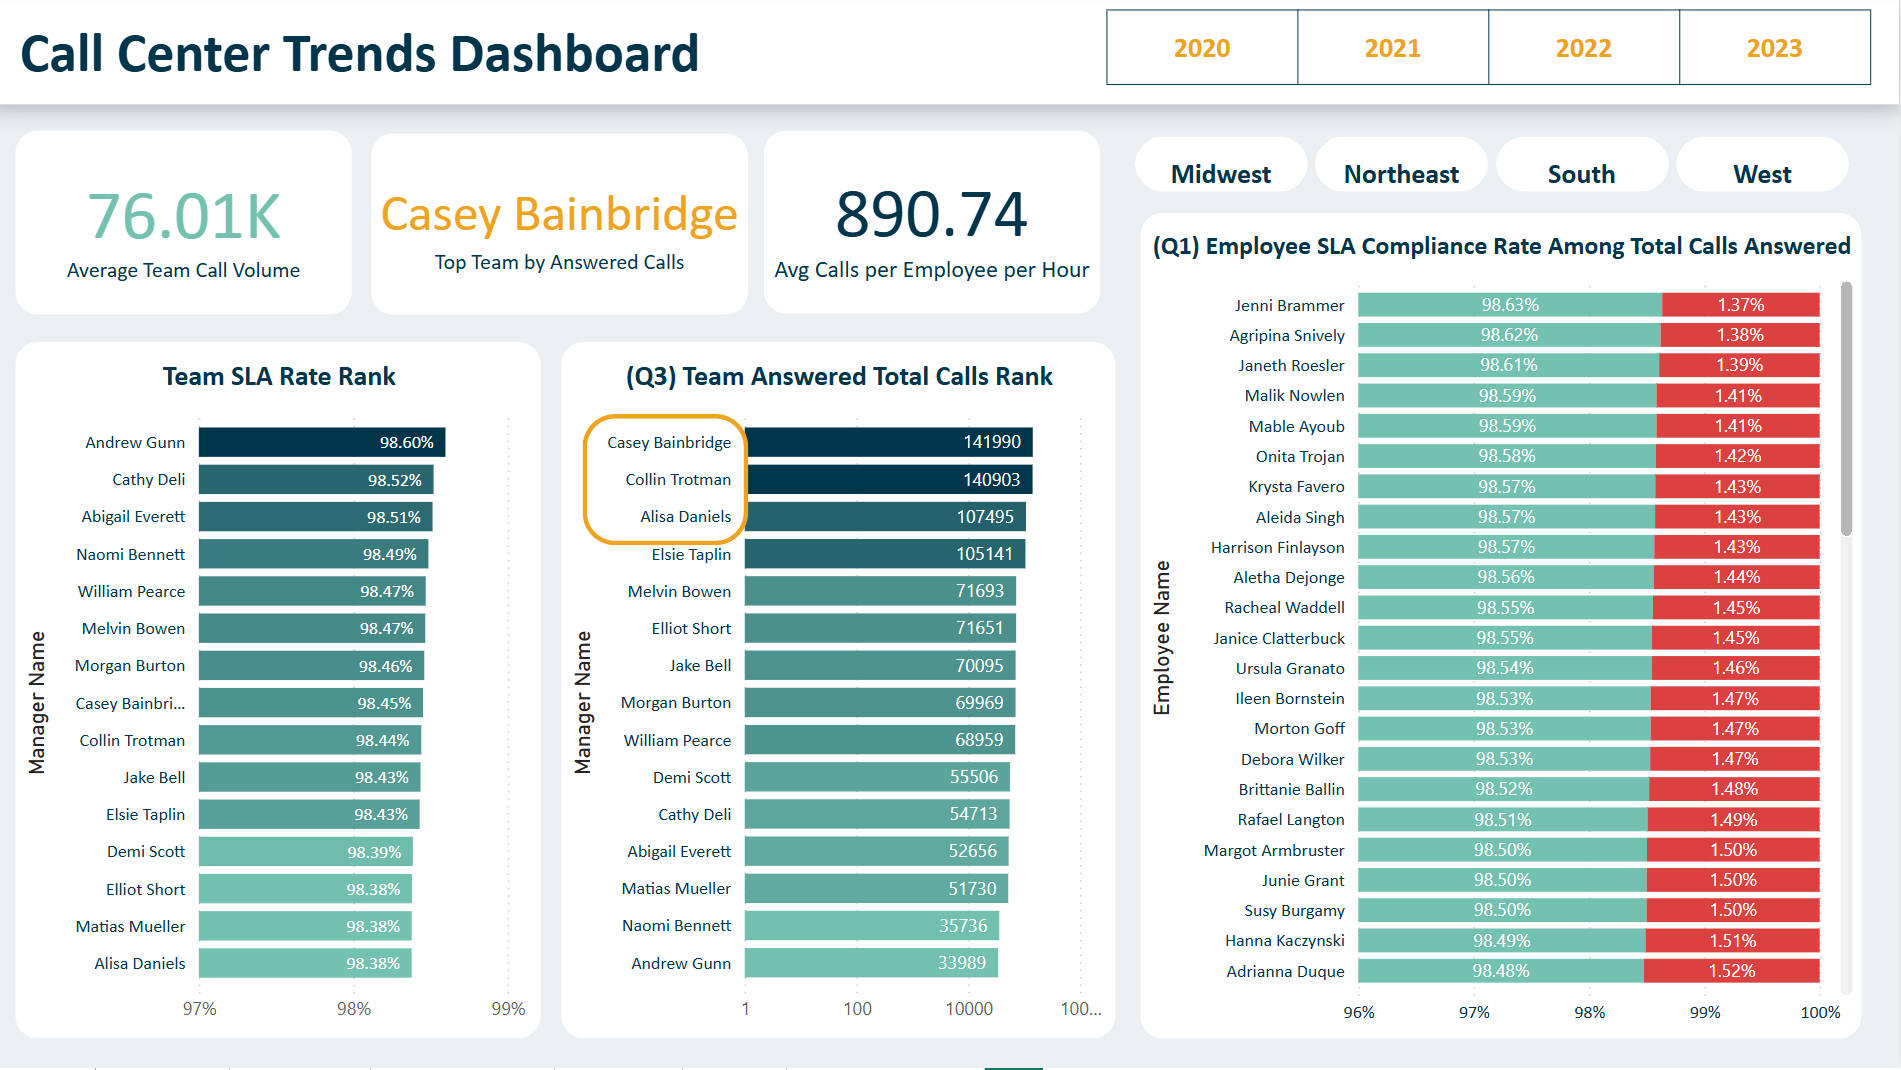 Call Center Trends Dashboard
2020 2021 2022 2023
76.01K
Average Team Call Volume
Casey Bainbridge
Top Team by Answered Calls
890.74
Avg Calls per Employee per Hour
Midwest Northeast South West
Team SLA Rate Rank
Manager Name
Andrew Gunn 98.60%
Cathy Deli 98.52%
Abigail Everett 98.51%
Naomi Bennett 98.49%
William Pearce 98.47%
Melvin Bowen 98.47%
Morgan Burton 98.46%
Casey Bainbri... 98.45%
Collin Trotman 98.44%
Jake Bell 98.43%
Elsie Taplin 98.43%
Demi Scott 98.39%
Elliot Short 98.38%
Matias Mueller 98.38%
Alisa Daniels 98.38%
97% 98% 99%
(Q3) Team Answered Total Calls Rank
Manager Name
Casey Bainbridge 141990
Collin Trotman 140903
Alisa Daniels 107495
Elsie Taplin 105141
Melvin Bowen 71693
Elliot Short 71651
Jake Bell 70095
Morgan Burton 69969
William Pearce 68959
Demi Scott 55506
Cathy Deli 54713
Abigail Everett 52656
Matias Mueller 51730
Naomi Bennett 35736
Andrew Gunn 33989
1 100 10000 100...
(Q1) Employee SLA Compliance Rate Among Total Calls Answered
Employee Name
Jenni Brammer 98.63% 1.37%
Agripina Snively 98.62% 1.38%
Janeth Roesler 98.61% 1.39%
Malik Nowlen 98.59% 1.41%
Mable Ayoub 98.59% 1.41%
Onita Trojan 98.58% 1.42%
Krysta Favero 98.57% 1.43%
Aleida Singh 98.57% 1.43%
Harrison Finlayson 98.57% 1.43%
Aletha Dejonge 98.56% 1.44%
Racheal Waddell 98.55% 1.45%
Janice Clatterbuck 98.55% 1.45%
Ursula Granato 98.54% 1.46%
Ileen Bornstein 98.53% 1.47%
Morton Goff 98.53% 1.47%
Debora Wilker 98.53% 1.47%
Brittanie Ballin 98.52% 1.48%
Rafael Langton 98.51% 1.49%
Margot Armbruster 98.50% 1.50%
Junie Grant 98.50% 1.50%
Susy Burgamy 98.50% 1.50%
Hanna Kaczynski 98.49% 1.51%
Adrianna Duque 98.48% 1.52%
96% 97% 98% 99% 100%